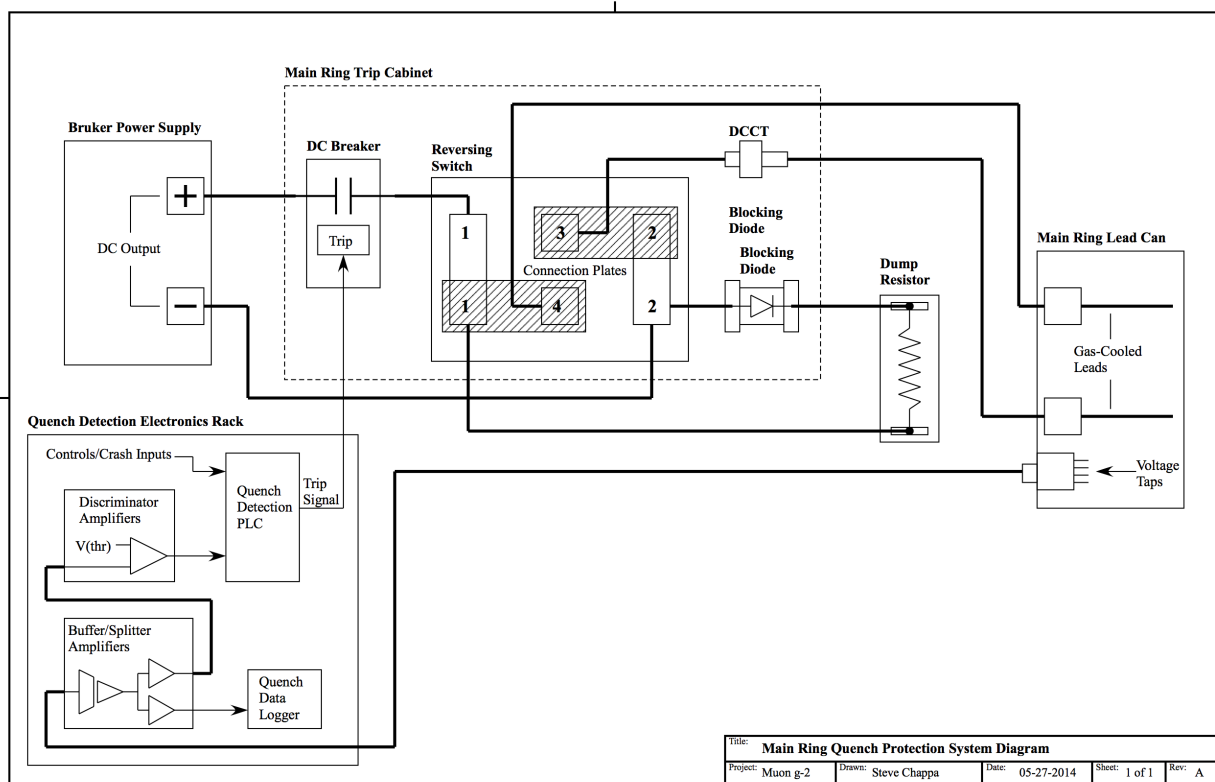 Main Ring Trip Cabinet
Bruker Power Supply
DC Output
+
−
DC Breaker
Trip
Reversing
Switch
1
1
3
2
Connection Plates
4
2
DCCT
Blocking
Diode
Blocking
Diode
Dump
Resistor
Main Ring Lead Can
Gas-Cooled
Leads
Voltage
Taps
Quench Detection Electronics Rack
Controls/Crash Inputs
Quench
Detection
PLC
Trip
Signal
Discriminator
Amplifiers
V(thr)
Buffer/Splitter
Amplifiers
Quench
Data
Logger
Title: Main Ring Quench Protection System Diagram
Project: Muon g-2 Drawn: Steve Chappa Date: 05-27-2014 Sheet: 1 of 1 Rev: A